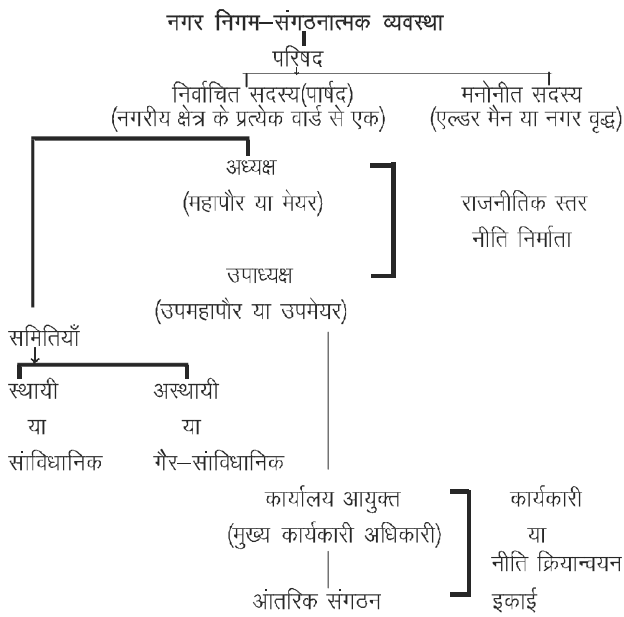 नगर निगम–संगठनात्मक व्यवस्था
परिषद
निर्वाचित सदस्य(पार्षद)
(नगरीय क्षेत्र के प्रत्येक वार्ड से एक)
मनोनीत सदस्य
(एल्डर मैन या नगर वृद्ध)
अध्यक्ष
(महापौर या मेयर)
राजनीतिक स्तर
नीति निर्माता
उपाध्यक्ष
(उपमहापौर या उपमेयर)
समितियाँ
स्थायी
या
सांविधानिक
अस्थायी
या
गैर–सांविधानिक
कार्यालय आयुक्त
(मुख्य कार्यकारी अधिकारी)
आंतरिक संगठन
कार्यकारी
या
नीति क्रियान्वयन
इकाई